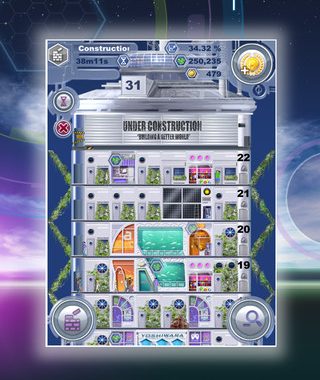 Construction
34.32 %
38m11s
250,235
479
31
UNDER CONSTRUCTION
"BUILDING A BETTER WORLD"
22
21
20
19
YOSHIWARA